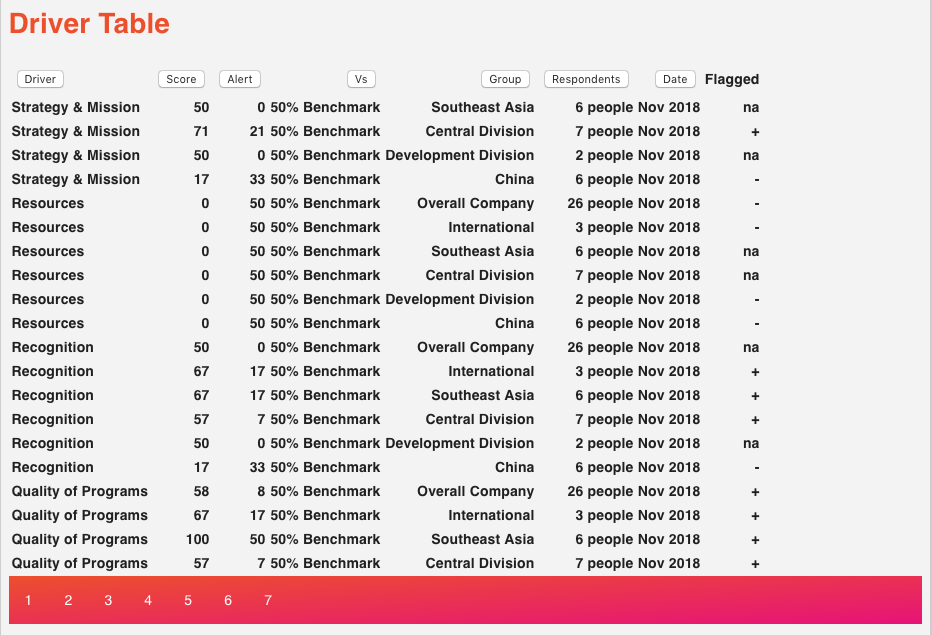 Driver Table
Driver Score Alert Vs Group Respondents Date Flagged
Strategy & Mission 50 0 50% Benchmark Southeast Asia 6 people Nov 2018 na
Strategy & Mission 71 21 50% Benchmark Central Division 7 people Nov 2018 +
Strategy & Mission 50 0 50% Benchmark Development Division 2 people Nov 2018 na
Strategy & Mission 17 33 50% Benchmark China 6 people Nov 2018 -
Resources 0 50 50% Benchmark Overall Company 26 people Nov 2018 -
Resources 0 50 50% Benchmark International 3 people Nov 2018 -
Resources 0 50 50% Benchmark Southeast Asia 6 people Nov 2018 na
Resources 0 50 50% Benchmark Central Division 7 people Nov 2018 na
Resources 0 50 50% Benchmark Development Division 2 people Nov 2018 -
Resources 0 50 50% Benchmark China 6 people Nov 2018 -
Recognition 50 0 50% Benchmark Overall Company 26 people Nov 2018 na
Recognition 67 17 50% Benchmark International 3 people Nov 2018 +
Recognition 67 17 50% Benchmark Southeast Asia 6 people Nov 2018 +
Recognition 57 7 50% Benchmark Central Division 7 people Nov 2018 +
Recognition 50 0 50% Benchmark Development Division 2 people Nov 2018 na
Recognition 17 33 50% Benchmark China 6 people Nov 2018 -
Quality of Programs 58 8 50% Benchmark Overall Company 26 people Nov 2018 +
Quality of Programs 67 17 50% Benchmark International 3 people Nov 2018 +
Quality of Programs 100 50 50% Benchmark Southeast Asia 6 people Nov 2018 +
Quality of Programs 57 7 50% Benchmark Central Division 7 people Nov 2018 +
1 2 3 4 5 6 7